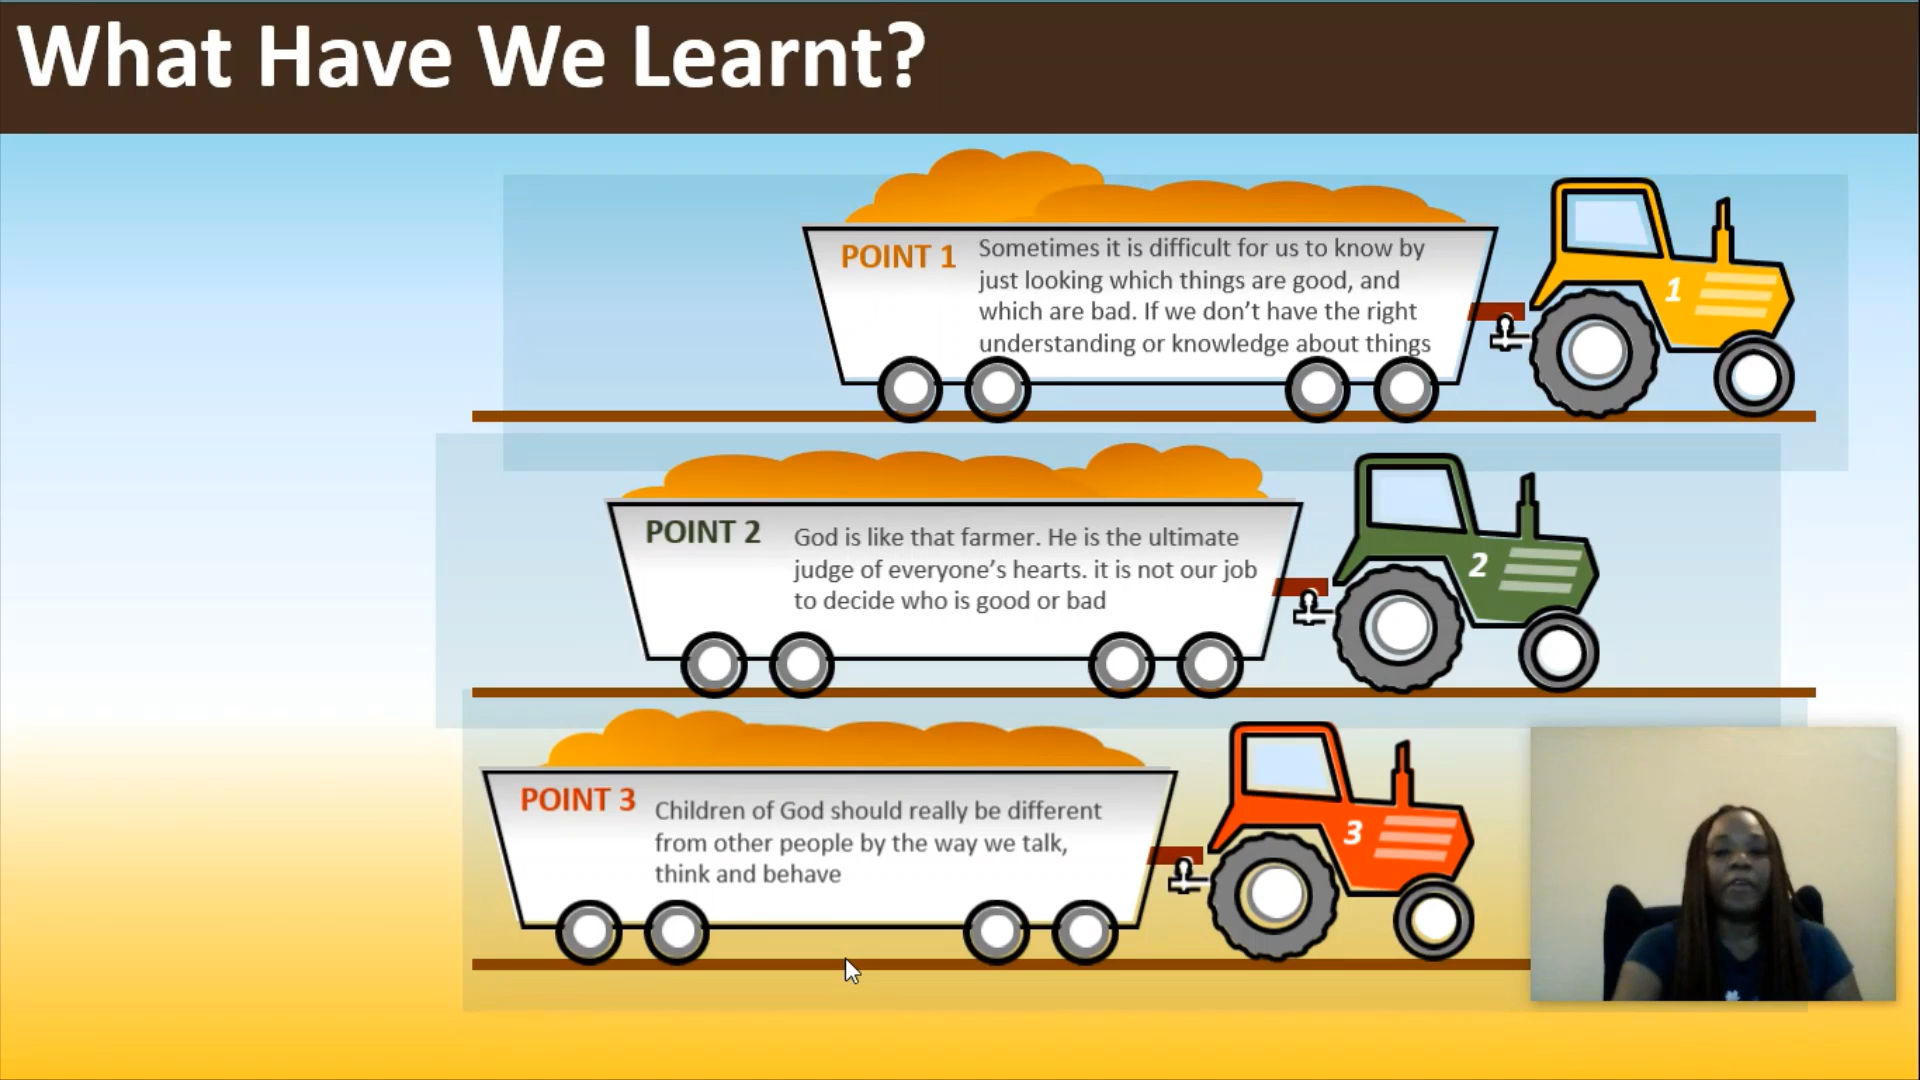 What Have We Learnt?
POINT 1
Sometimes it is difficult for us to know by
just looking which things are good, and
which are bad. If we don’t have the right
understanding or knowledge about things
1
POINT 2
God is like that farmer. He is the ultimate
judge of everyone’s hearts. it is not our job
to decide who is good or bad
2
POINT 3
Children of God should really be different
from other people by the way we talk,
think and behave
3